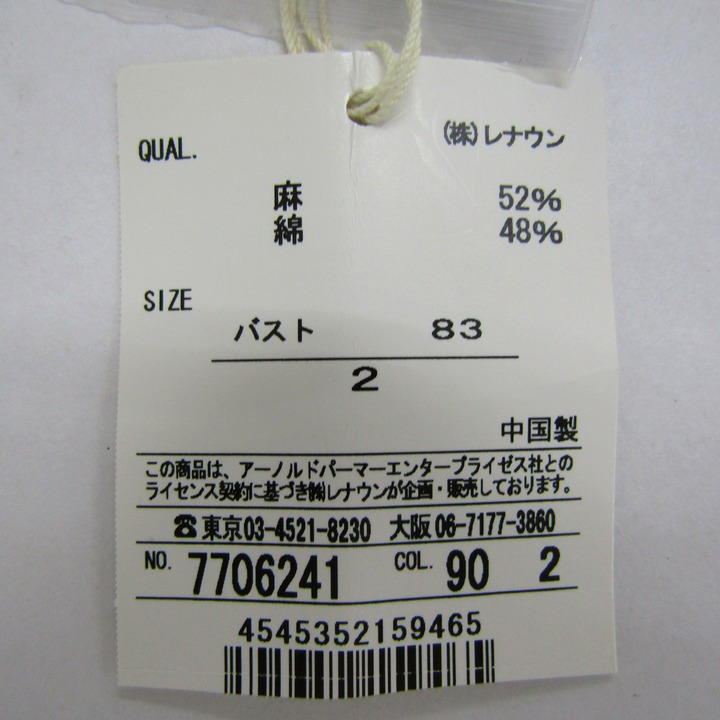 (株)レナウン
QUAL.
麻 52%
綿 48%
SIZE
バスト 83
2
中国製
この商品は、アーノルドパーマーエンタープライゼス社との
ライセンス契約に基づき㈱レナウンが企画・販売しております。
☎東京03-4521-8230 大阪06-7177-3860
NO. 7706241 COL. 90 2
4545352159465